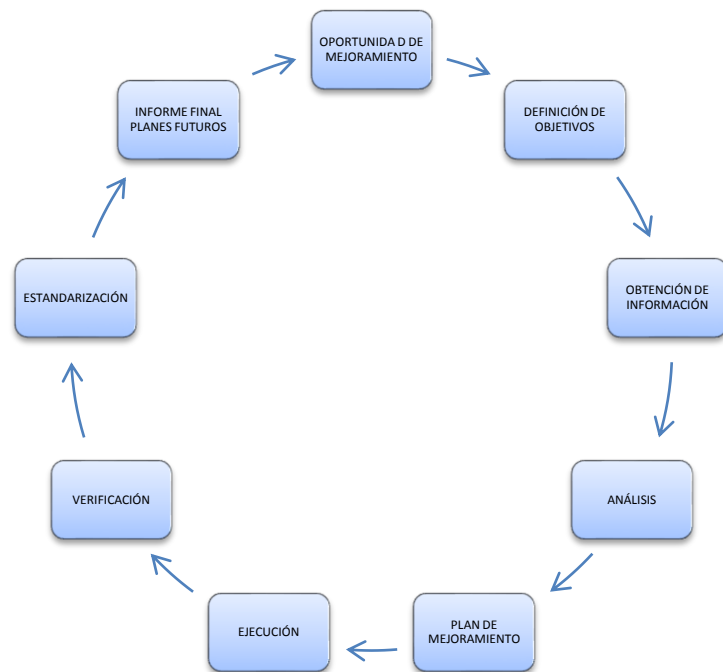 OPORTUNIDA D DE
MEJORAMIENTO
DEFINICIÓN DE
OBJETIVOS
OBTENCIÓN DE
INFORMACIÓN
ANÁLISIS
PLAN DE
MEJORAMIENTO
EJECUCIÓN
VERIFICACIÓN
ESTANDARIZACIÓN
INFORME FINAL
PLANES FUTUROS